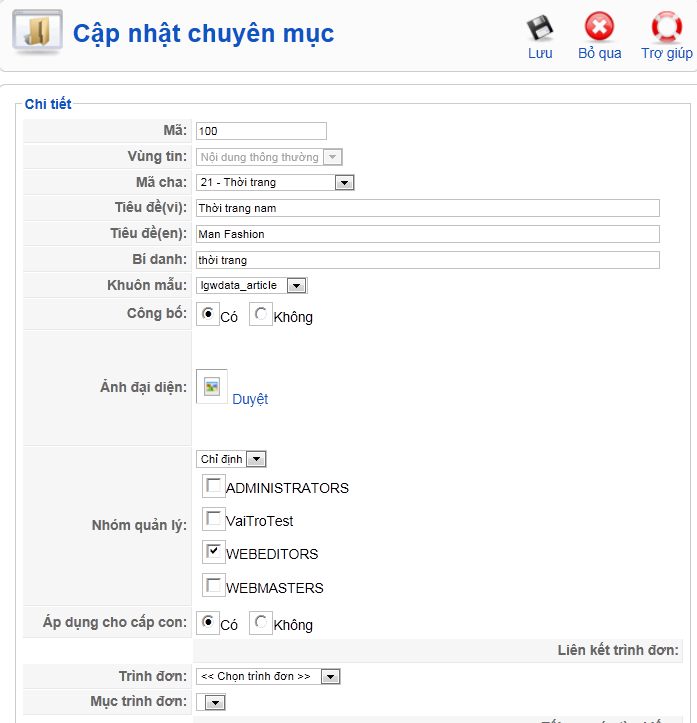 Cập nhật chuyên mục
Lưu
Bỏ qua
Trợ giúp
Chi tiết
Mã: 100
Vùng tin: Nội dung thông thường
Mã cha: 21 - Thời trang
Tiêu đề(vi): Thời trang nam
Tiêu đề(en): Man Fashion
Bí danh: thời trang
Khuôn mẫu: lgwdata_article
Công bố: Có Không
Ảnh đại diện: Duyệt
Chỉ định
ADMINISTRATORS
VaiTroTest
Nhóm quản lý:
WEBEDITORS
WEBMASTERS
Áp dụng cho cấp con: Có Không
Liên kết trình đơn:
Trình đơn: << Chọn trình đơn >>
Mục trình đơn: